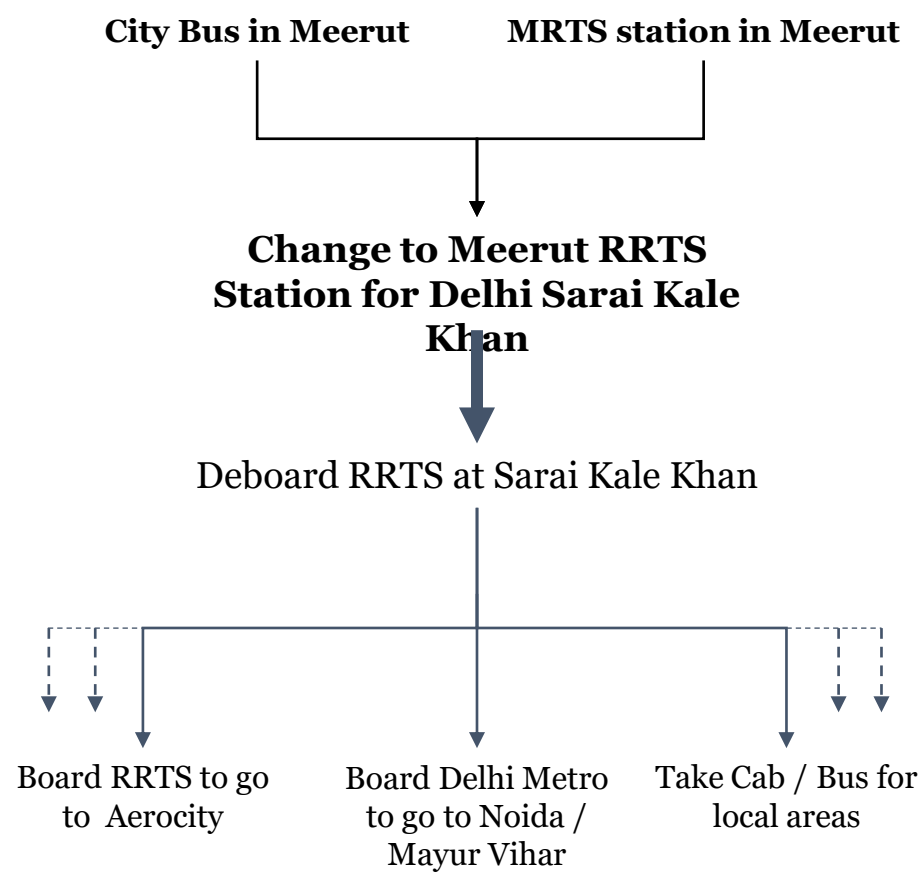 City Bus in Meerut
MRTS station in Meerut
Change to Meerut RRTS
Station for Delhi Sarai Kale
Khan
Deboard RRTS at Sarai Kale Khan
Board RRTS to go
to Aerocity
Board Delhi Metro
to go to Noida /
Mayur Vihar
Take Cab / Bus for
local areas